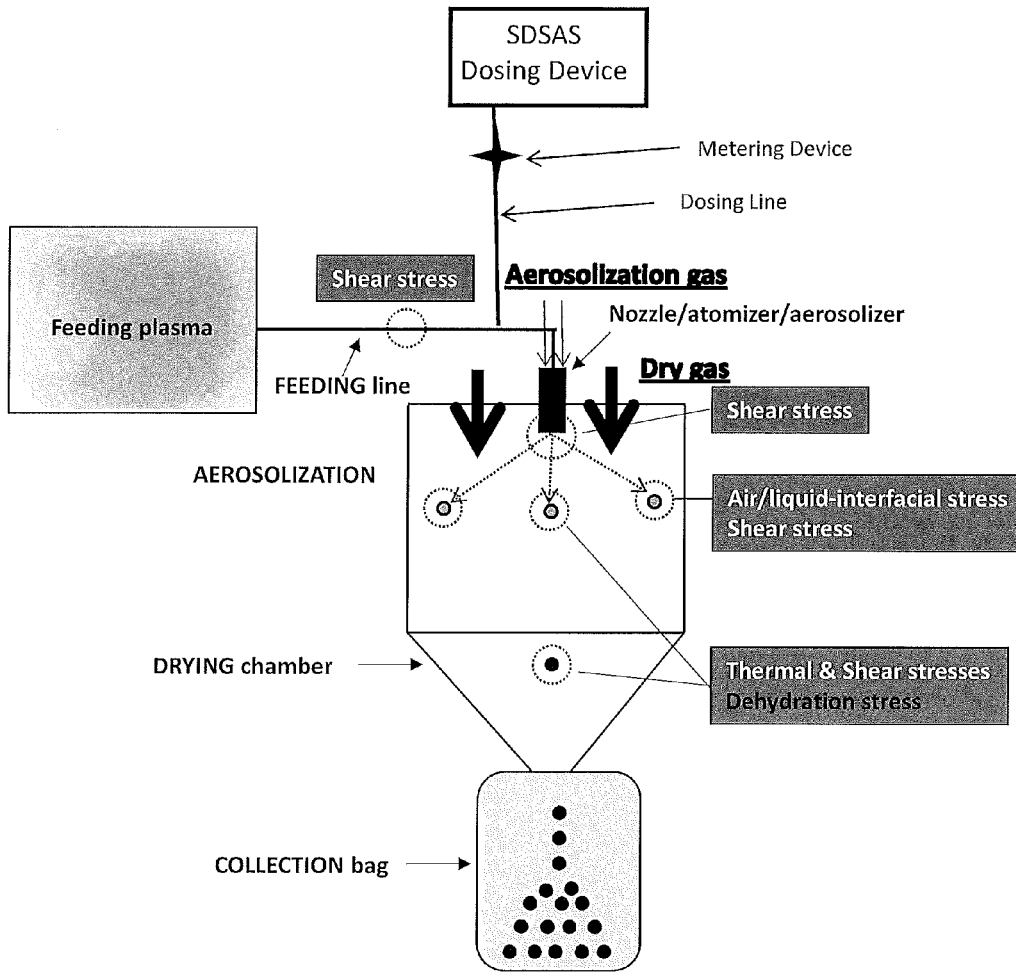 SDSAS
Dosing Device
Metering Device
Dosing Line
Shear stress
Aerosolization gas
Nozzle/atomizer/aerosolizer
Feeding plasma
FEEDING line
Dry gas
Shear stress
AEROSOLIZATION
Air/liquid-interfacial stress
Shear stress
DRYING chamber
Thermal & Shear stresses
Dehydration stress
COLLECTION bag